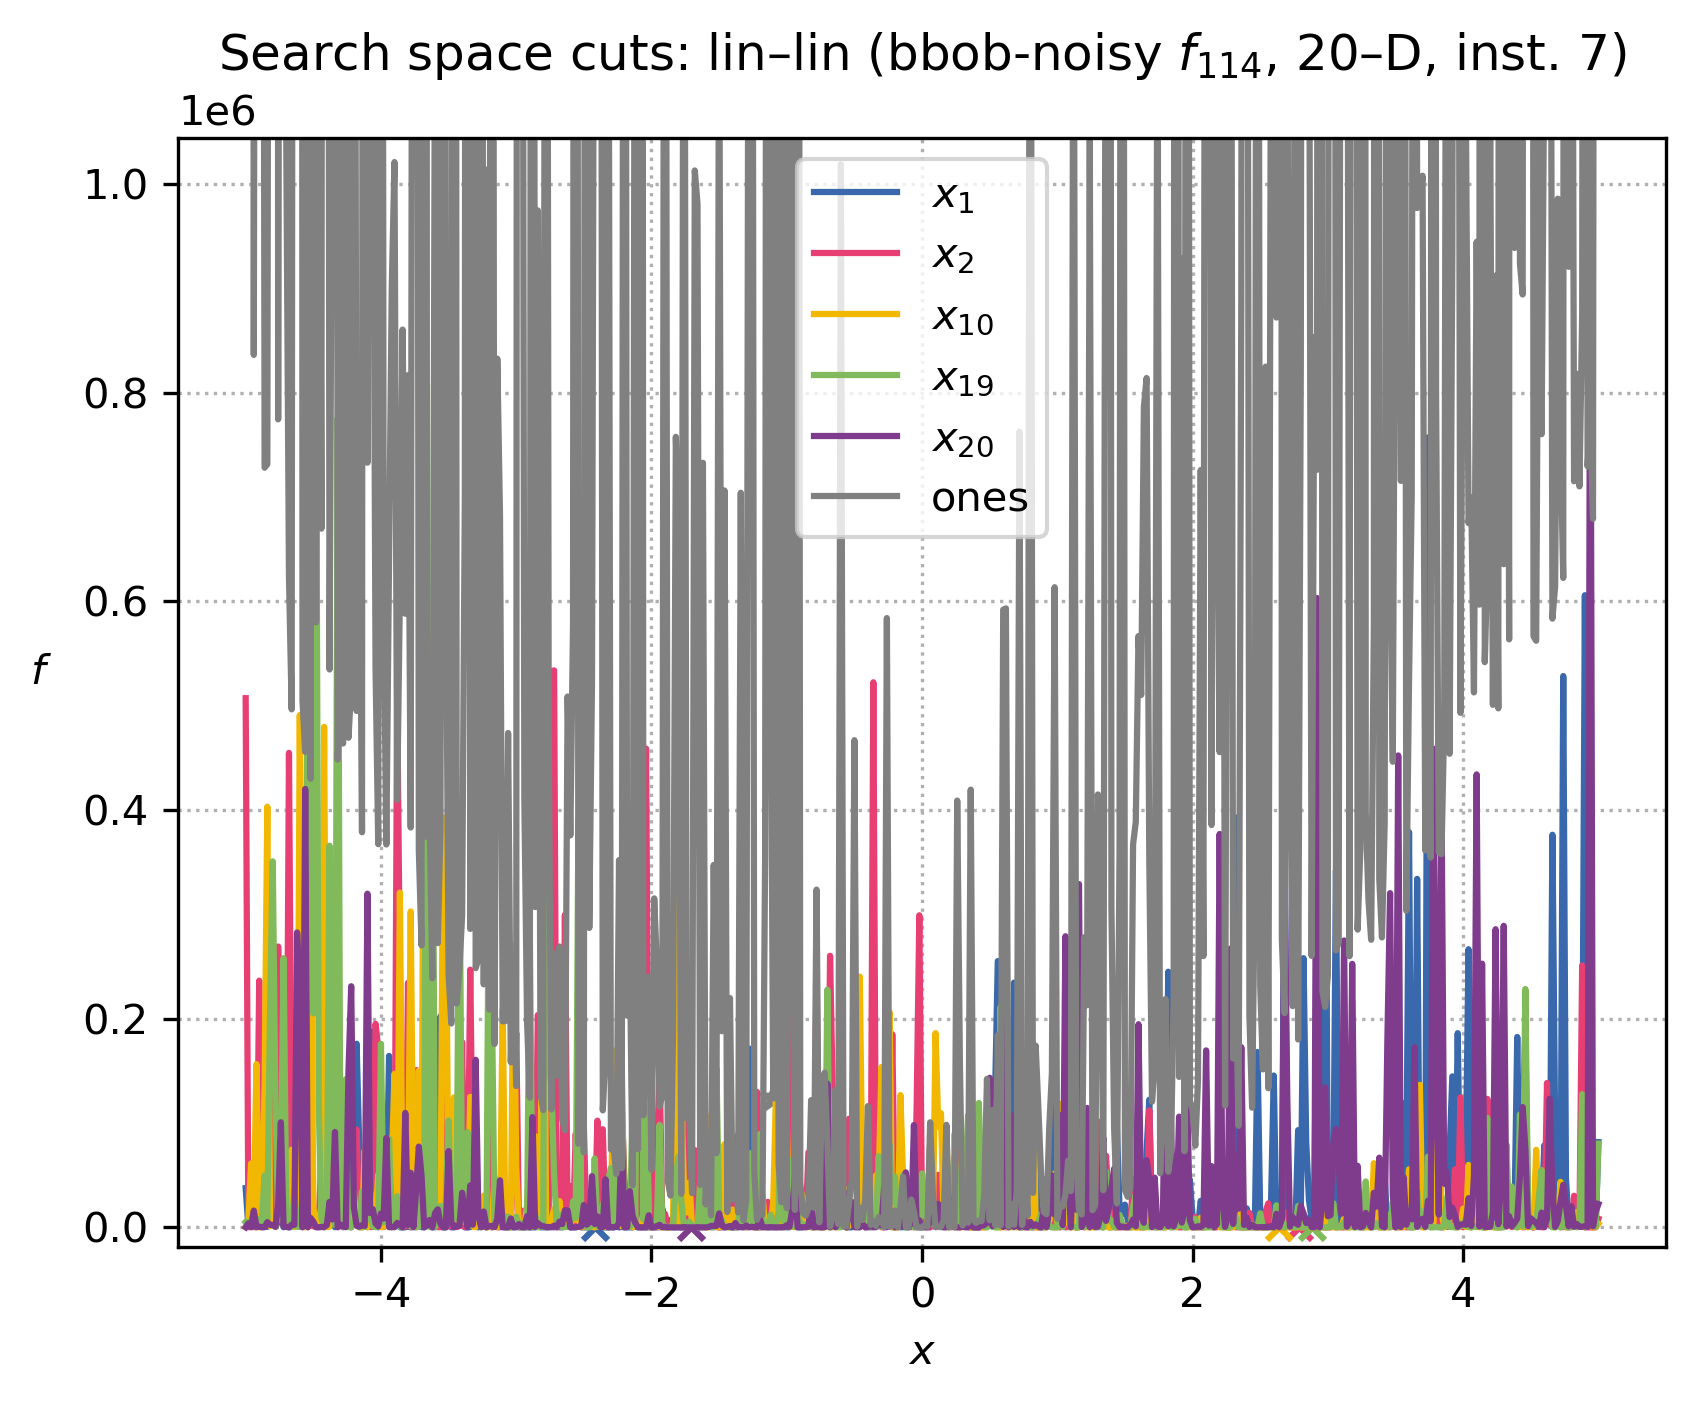 Search space cuts: lin–lin (bbob-noisy f₁₁₄, 20–D, inst. 7)
1e6
1.0
0.8
0.6
0.4
0.2
0.0
f
x₁
x₂
x₁₀
x₁₉
x₂₀
ones
−4 −2 0 2 4
x